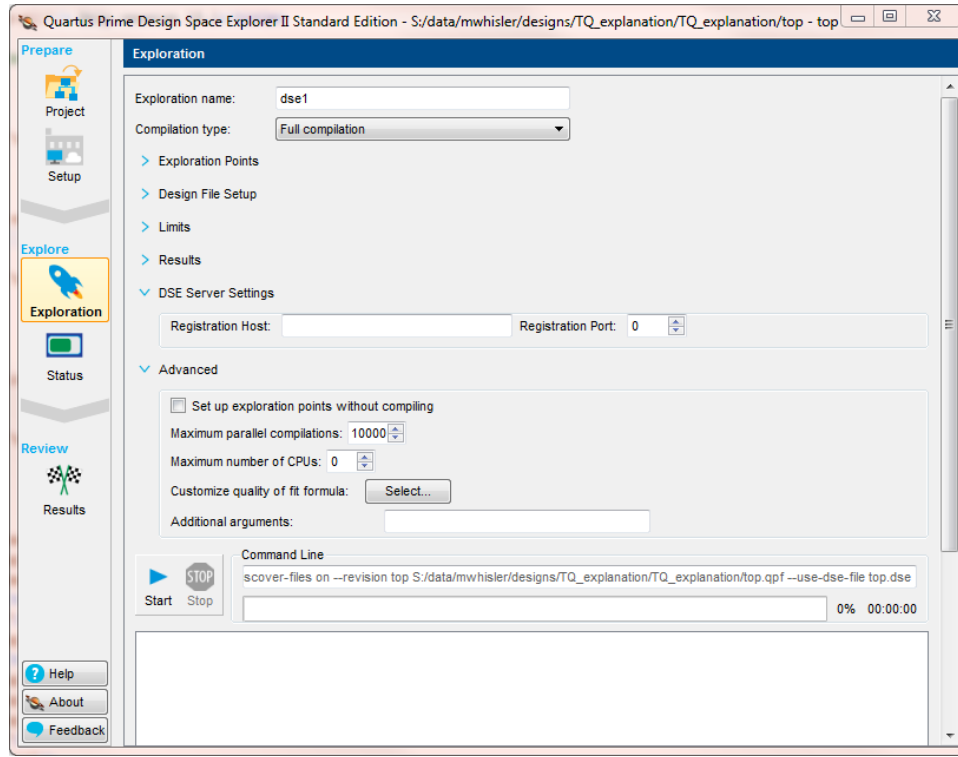 Quartus Prime Design Space Explorer II Standard Edition - S:/data/mwhisler/designs/TQ_explanation/TQ_explanation/top - top
Prepare
Project
Setup
Explore
Exploration
Status
Review
Results
Help
About
Feedback
Exploration
Exploration name: dse1
Compilation type: Full compilation
Exploration Points
Design File Setup
Limits
Results
DSE Server Settings
Registration Host: Registration Port: 0
Advanced
Set up exploration points without compiling
Maximum parallel compilations: 10000
Maximum number of CPUs: 0
Customize quality of fit formula: Select...
Additional arguments:
Start
STOP
Stop
Command Line
scover-files on --revision top S:/data/mwhisler/designs/TQ_explanation/TQ_explanation/top.qpf --use-dse-file top.dse
0% 00:00:00